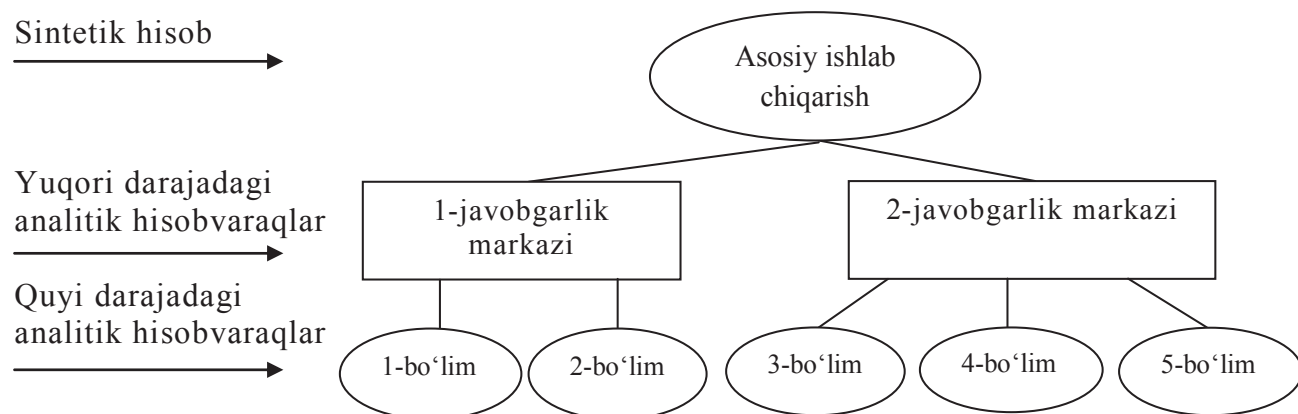 Sintetik hisob
Asosiy ishlab
chiqarish
Yuqori darajadagi
analitik hisobvaraqlar
1-javobgarlik
markazi
2-javobgarlik markazi
Quyi darajadagi
analitik hisobvaraqlar
1-bo‘lim
2-bo‘lim
3-bo‘lim
4-bo‘lim
5-bo‘lim